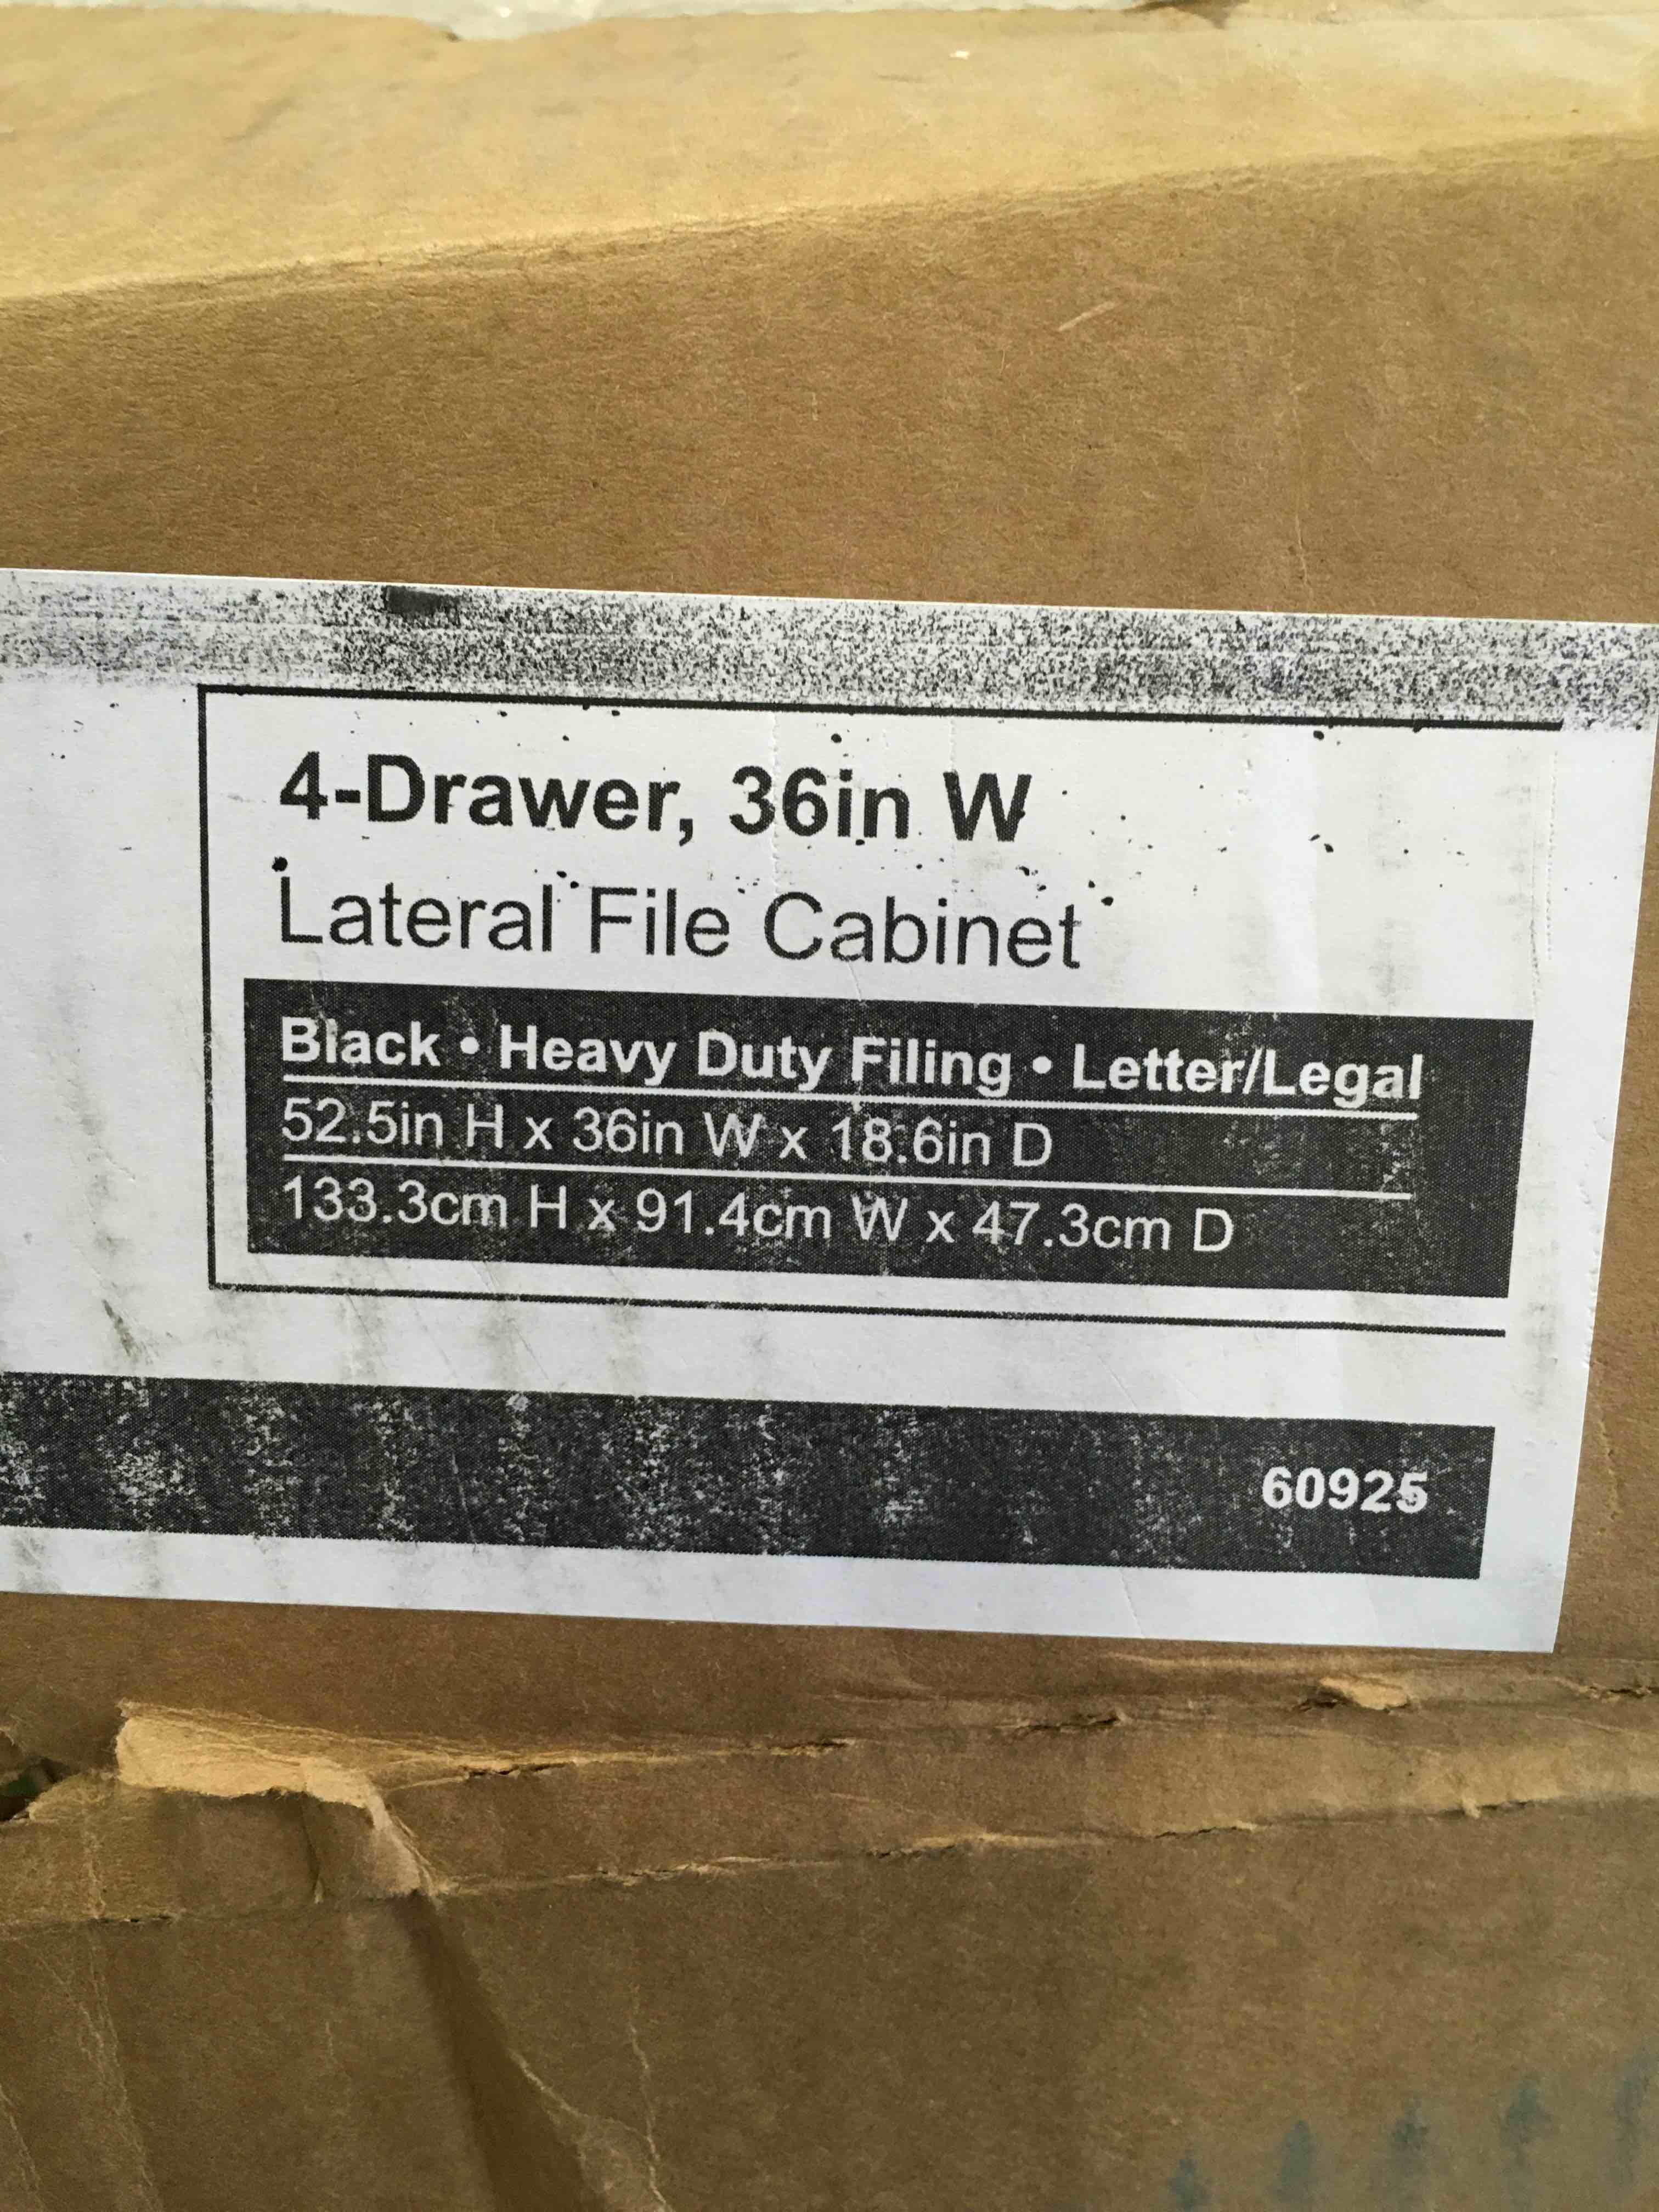 4-Drawer, 36in W
Lateral File Cabinet
Black • Heavy Duty Filing • Letter/Legal
52.5in H x 36in W x 18.6in D
133.3cm H x 91.4cm W x 47.3cm D
60925